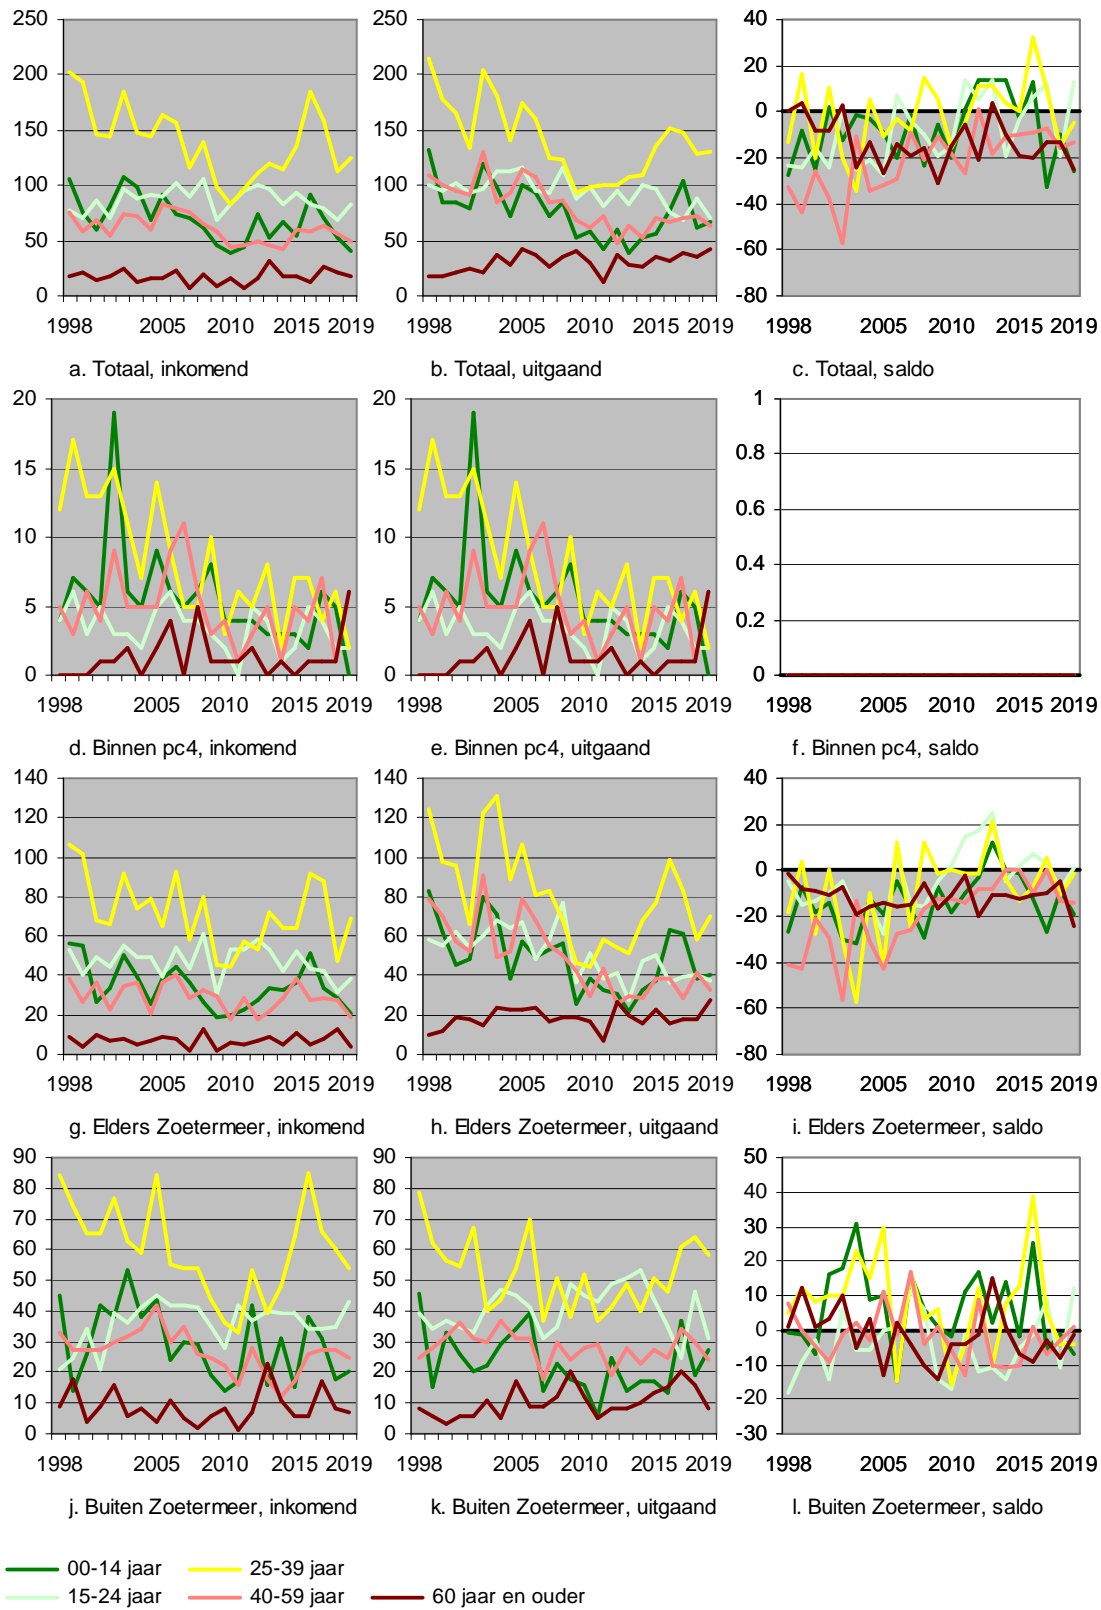 250 250 40
200 200 20
150 150 0
100 100 -20
-40
50 50
-60
0 0 -80
1998 2005 2010 2015 2019 1998 2005 2010 2015 2019 1998 2005 2010 2015 2019
a. Totaal, inkomend b. Totaal, uitgaand c. Totaal, saldo
20 20 1
15 15 0.8
0.6
10 10
0.4
5 5 0.2
0 0 0
1998 2005 2010 2015 2019 1998 2005 2010 2015 2019 1998 2005 2010 2015 2019
d. Binnen pc4, inkomend e. Binnen pc4, uitgaand f. Binnen pc4, saldo
140 140 40
120 120 20
100 100 0
80 80
-20
60 60
-40
40 40
20 20 -60
0 0 -80
1998 2005 2010 2015 2019 1998 2005 2010 2015 2019 1998 2005 2010 2015 2019
g. Elders Zoetermeer, inkomend h. Elders Zoetermeer, uitgaand i. Elders Zoetermeer, saldo
90 90 50
80 80 40
70 70 30
60 60 20
50 50 10
40 40 0
30 30
20 20 -10
10 10 -20
0 0 -30
1998 2005 2010 2015 2019 1998 2005 2010 2015 2019 1998 2005 2010 2015 2019
j. Buiten Zoetermeer, inkomend k. Buiten Zoetermeer, uitgaand l. Buiten Zoetermeer, saldo
00-14 jaar 25-39 jaar
15-24 jaar 40-59 jaar 60 jaar en ouder